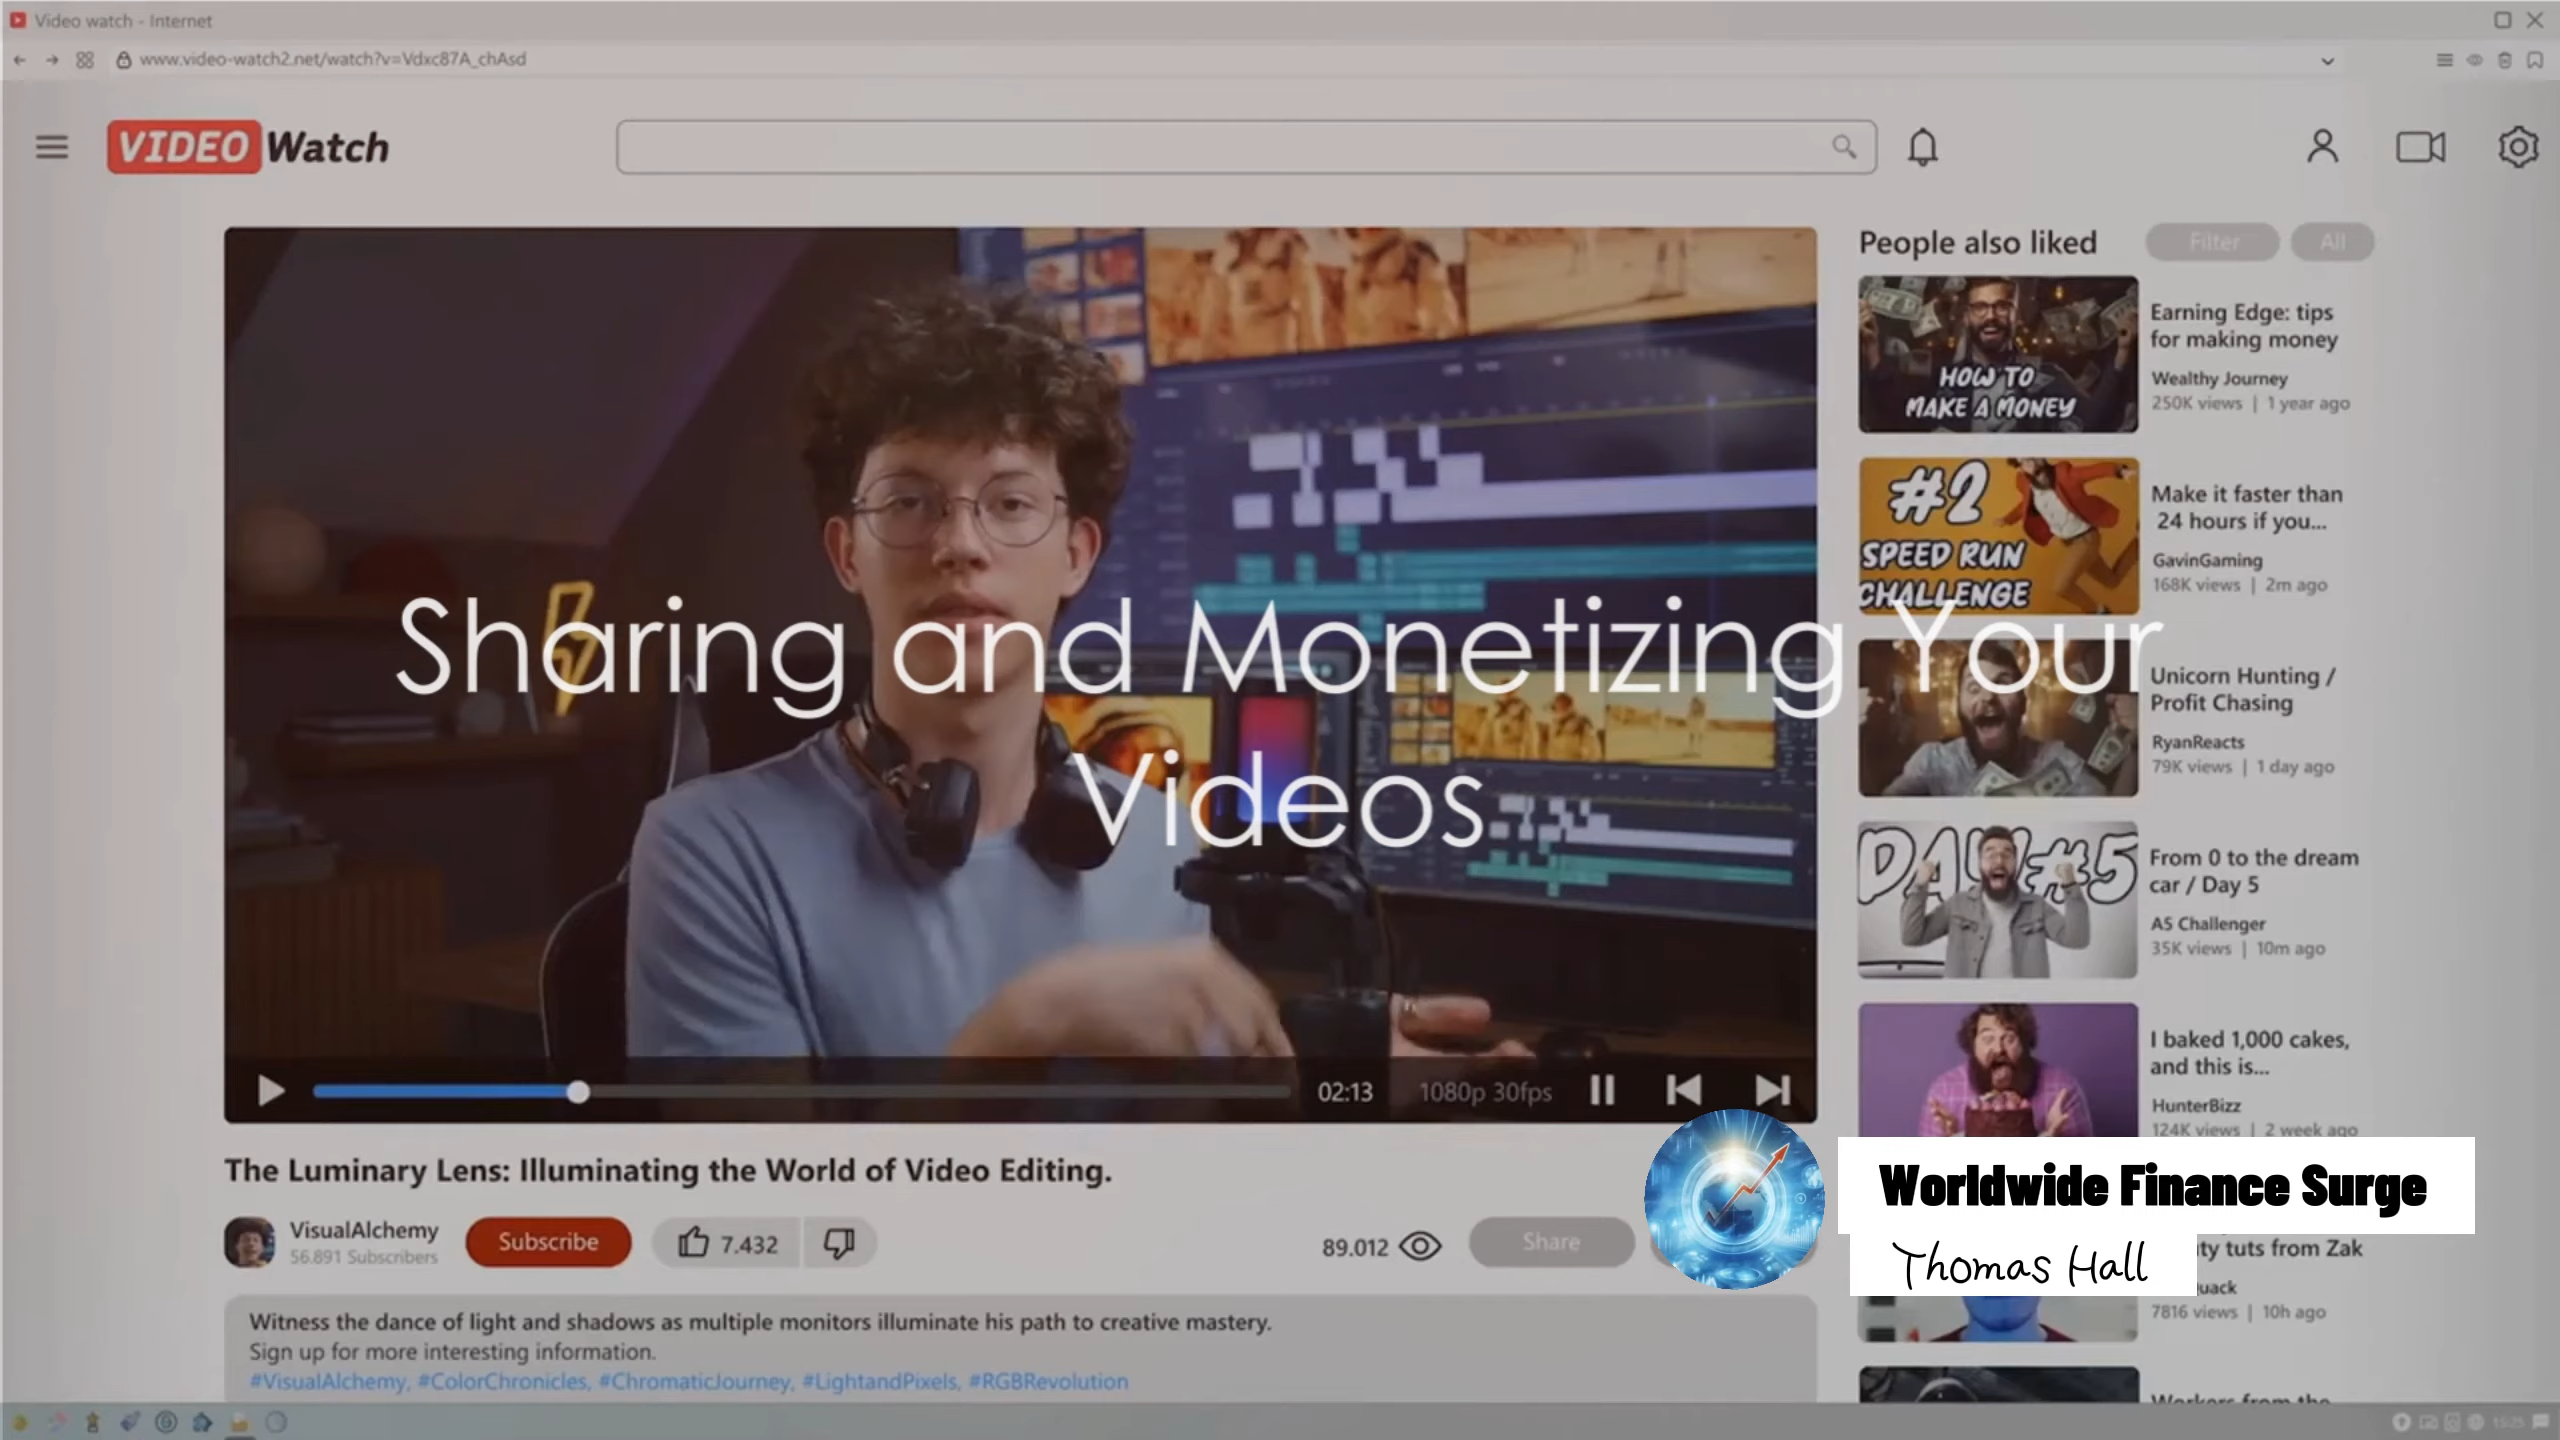 Video watch - Internet
www.video-watch2.net/watch?v=Vdxc87A_chAsd
VIDEO Watch
People also liked
Filter
All
HOW TO
MAKE A MONEY
Earning Edge: tips
for making money
Wealthy Journey
250K views | 1 year ago
#2
SPEED RUN
CHALLENGE
Make it faster than
24 hours if you...
GavinGaming
168K views | 2m ago
Sharing and Monetizing Your
Videos
Unicorn Hunting /
Profit Chasing
RyanReacts
79K views | 1 day ago
DAY #5
From 0 to the dream
car / Day 5
A5 Challenger
35K views | 10m ago
I baked 1,000 cakes,
and this is...
HunterBizz
124K views | 2 week ago
02:13
1080p 30fps
The Luminary Lens: Illuminating the World of Video Editing.
VisualAlchemy
56.891 Subscribers
Subscribe
7.432
89.012
Share
Worldwide Finance Surge
Thomas Hall
tuts from Zak
7816 views | 10h ago
Witness the dance of light and shadows as multiple monitors illuminate his path to creative mastery.
Sign up for more interesting information.
#VisualAlchemy, #ColorChronicles, #ChromaticJourney, #LightandPixels, #RGBRevolution